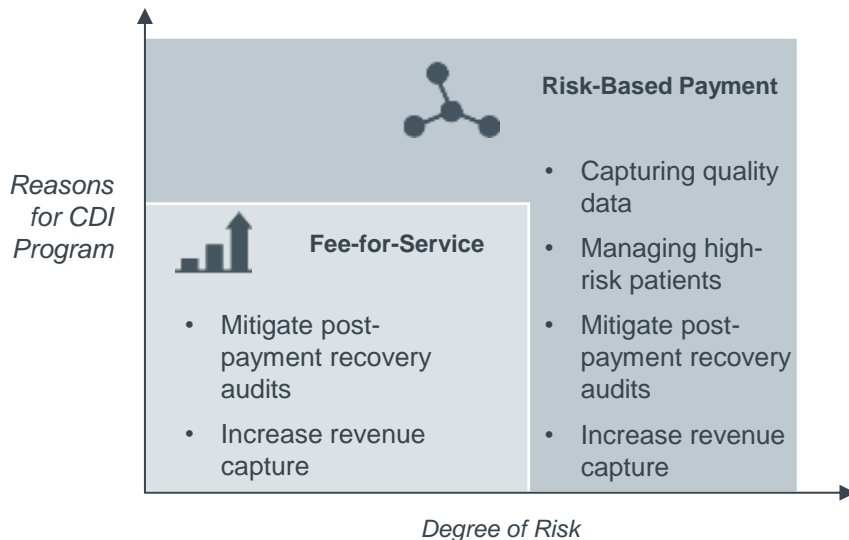 Risk-Based Payment
• Capturing quality
data
• Managing high-
risk patients
• Mitigate post-
payment recovery
audits
• Increase revenue
capture
Reasons
for CDI
Program
Fee-for-Service
• Mitigate post-
payment recovery
audits
• Increase revenue
capture
Degree of Risk